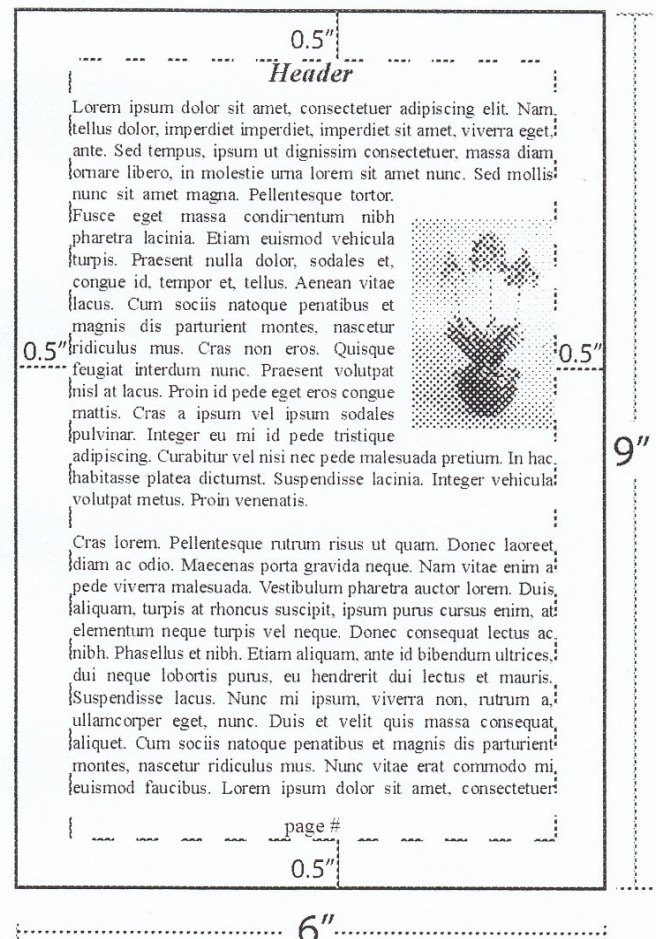 0.5″
Header
Lorem ipsum dolor sit amet, consectetuer adipiscing elit. Nam
tellus dolor, imperdiet imperdiet, imperdiet sit amet, viverra eget,
ante. Sed tempus, ipsum ut dignissim consectetuer, massa diam
ornare libero, in molestie urna lorem sit amet nunc. Sed mollis
nunc sit amet magna. Pellentesque tortor.
Fusce eget massa condimentum nibh
pharetra lacinia. Etiam euismod vehicula
turpis. Praesent nulla dolor, sodales et,
congue id, tempor et, tellus. Aenean vitae
lacus. Cum sociis natoque penatibus et
magnis dis parturient montes, nascetur
0.5″ ridiculus mus. Cras non eros. Quisque 0.5″
feugiat interdum nunc. Praesent volutpat
nisl at lacus. Proin id pede eget eros congue
mattis. Cras a ipsum vel ipsum sodales
pulvinar. Integer eu mi id pede tristique
adipiscing. Curabitur vel nisi nec pede malesuada pretium. In hac
habitasse platea dictumst. Suspendisse lacinia. Integer vehicula
volutpat metus. Proin venenatis.
9″
Cras lorem. Pellentesque rutrum risus ut quam. Donec laoreet
diam ac odio. Maecenas porta gravida neque. Nam vitae enim a
pede viverra malesuada. Vestibulum pharetra auctor lorem. Duis
aliquam, turpis at rhoncus suscipit, ipsum purus cursus enim, at
elementum neque turpis vel neque. Donec consequat lectus ac
nibh. Phasellus et nibh. Etiam aliquam, ante id bibendum ultrices,
dui neque lobortis purus, eu hendrerit dui lectus et mauris.
Suspendisse lacus. Nunc mi ipsum, viverra non, rutrum a,
ullamcorper eget, nunc. Duis et velit quis massa consequat
aliquet. Cum sociis natoque penatibus et magnis dis parturient
montes, nascetur ridiculus mus. Nunc vitae erat commodo mi
euismod faucibus. Lorem ipsum dolor sit amet, consectetuer
page #
0.5″
6″